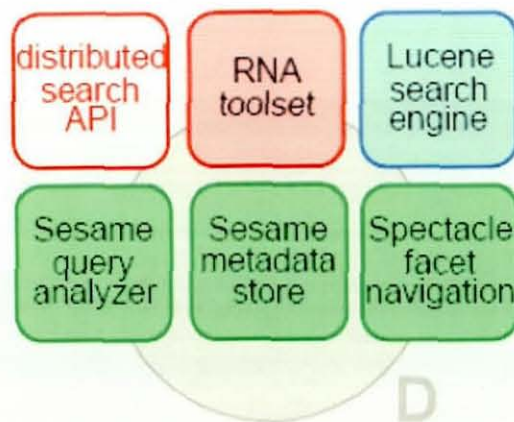 distributed
search
API
RNA
toolset
Lucene
search
engine
Sesame
query
analyzer
Sesame
metadata
store
Spectacle
facet
navigation
D